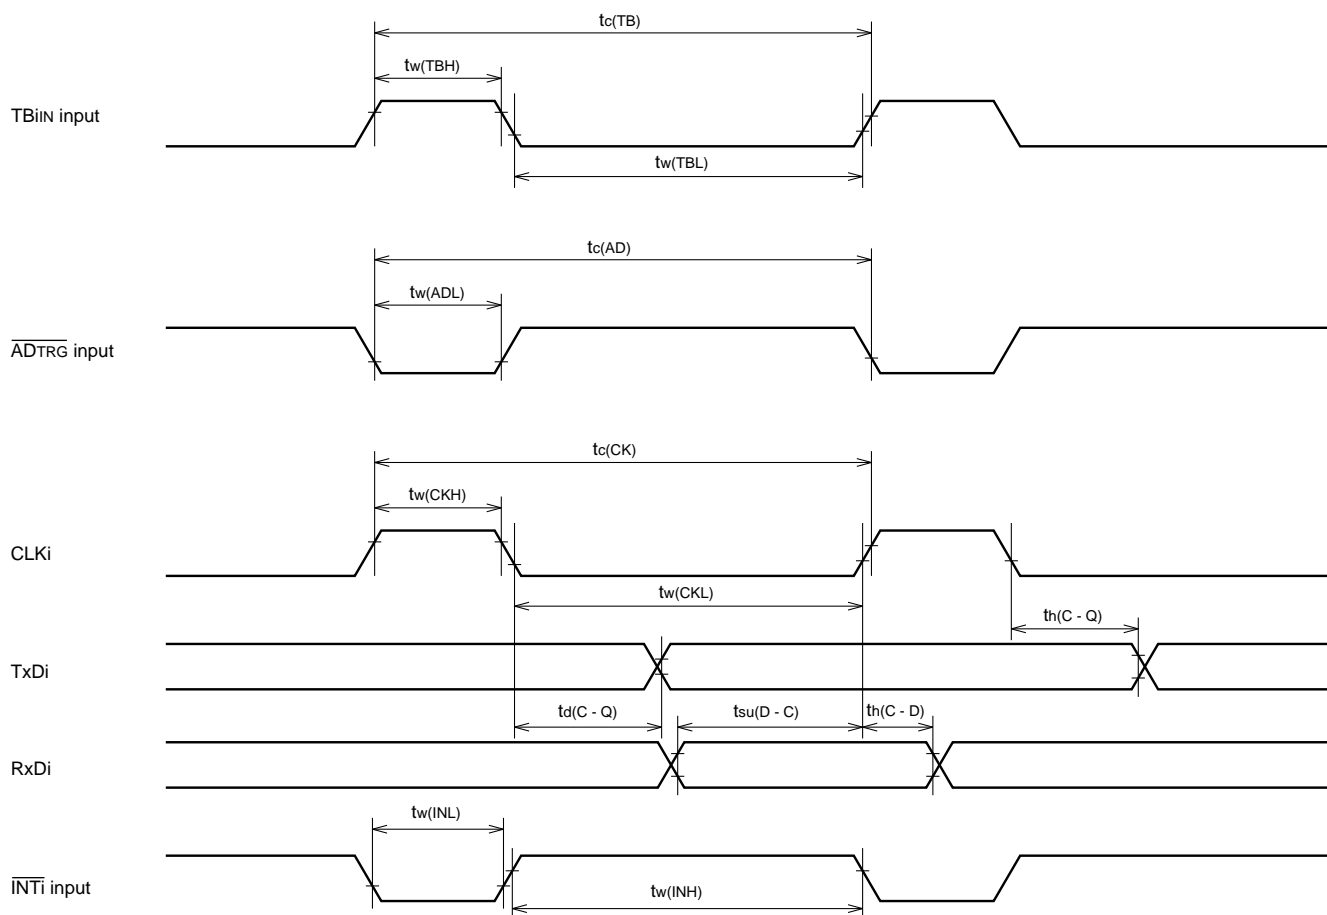 tc(TB)
tw(TBH)
TBiIN input
tw(TBL)
tc(AD)
tw(ADL)
ADTRG input
tc(CK)
tw(CKH)
CLKi
tw(CKL)
th(C - Q)
TxDi
td(C - Q)
tsu(D - C)
th(C - D)
RxDi
tw(INL)
INTi input
tw(INH)